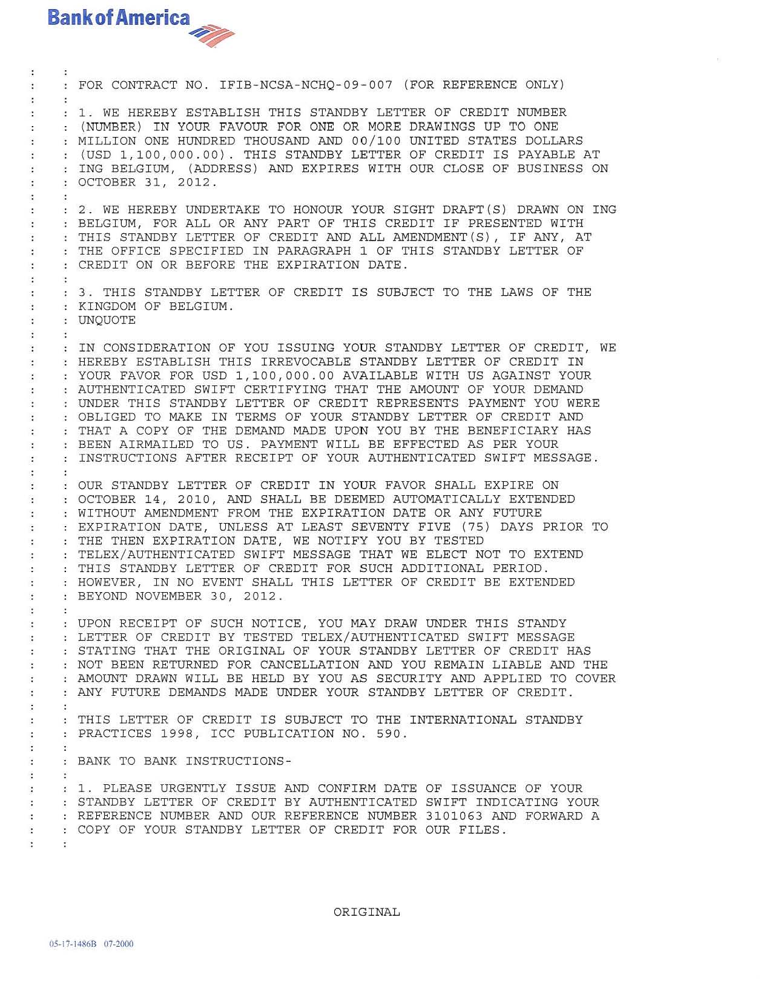 Bank of America
: :
: : FOR CONTRACT NO. IFIB-NCSA-NCHQ-09-007 (FOR REFERENCE ONLY)
: :
: : 1. WE HEREBY ESTABLISH THIS STANDBY LETTER OF CREDIT NUMBER
: : (NUMBER) IN YOUR FAVOUR FOR ONE OR MORE DRAWINGS UP TO ONE
: : MILLION ONE HUNDRED THOUSAND AND 00/100 UNITED STATES DOLLARS
: : (USD 1,100,000.00). THIS STANDBY LETTER OF CREDIT IS PAYABLE AT
: : ING BELGIUM, (ADDRESS) AND EXPIRES WITH OUR CLOSE OF BUSINESS ON
: : OCTOBER 31, 2012.
: :
: : 2. WE HEREBY UNDERTAKE TO HONOUR YOUR SIGHT DRAFT(S) DRAWN ON ING
: : BELGIUM, FOR ALL OR ANY PART OF THIS CREDIT IF PRESENTED WITH
: : THIS STANDBY LETTER OF CREDIT AND ALL AMENDMENT(S), IF ANY, AT
: : THE OFFICE SPECIFIED IN PARAGRAPH 1 OF THIS STANDBY LETTER OF
: : CREDIT ON OR BEFORE THE EXPIRATION DATE.
: :
: : 3. THIS STANDBY LETTER OF CREDIT IS SUBJECT TO THE LAWS OF THE
: : KINGDOM OF BELGIUM.
: : UNQUOTE
: :
: : IN CONSIDERATION OF YOU ISSUING YOUR STANDBY LETTER OF CREDIT, WE
: : HEREBY ESTABLISH THIS IRREVOCABLE STANDBY LETTER OF CREDIT IN
: : YOUR FAVOR FOR USD 1,100,000.00 AVAILABLE WITH US AGAINST YOUR
: : AUTHENTICATED SWIFT CERTIFYING THAT THE AMOUNT OF YOUR DEMAND
: : UNDER THIS STANDBY LETTER OF CREDIT REPRESENTS PAYMENT YOU WERE
: : OBLIGED TO MAKE IN TERMS OF YOUR STANDBY LETTER OF CREDIT AND
: : THAT A COPY OF THE DEMAND MADE UPON YOU BY THE BENEFICIARY HAS
: : BEEN AIRMAILED TO US. PAYMENT WILL BE EFFECTED AS PER YOUR
: : INSTRUCTIONS AFTER RECEIPT OF YOUR AUTHENTICATED SWIFT MESSAGE.
: :
: : OUR STANDBY LETTER OF CREDIT IN YOUR FAVOR SHALL EXPIRE ON
: : OCTOBER 14, 2010, AND SHALL BE DEEMED AUTOMATICALLY EXTENDED
: : WITHOUT AMENDMENT FROM THE EXPIRATION DATE OR ANY FUTURE
: : EXPIRATION DATE, UNLESS AT LEAST SEVENTY FIVE (75) DAYS PRIOR TO
: : THE THEN EXPIRATION DATE, WE NOTIFY YOU BY TESTED
: : TELEX/AUTHENTICATED SWIFT MESSAGE THAT WE ELECT NOT TO EXTEND
: : THIS STANDBY LETTER OF CREDIT FOR SUCH ADDITIONAL PERIOD.
: : HOWEVER, IN NO EVENT SHALL THIS LETTER OF CREDIT BE EXTENDED
: : BEYOND NOVEMBER 30, 2012.
: :
: : UPON RECEIPT OF SUCH NOTICE, YOU MAY DRAW UNDER THIS STANDY
: : LETTER OF CREDIT BY TESTED TELEX/AUTHENTICATED SWIFT MESSAGE
: : STATING THAT THE ORIGINAL OF YOUR STANDBY LETTER OF CREDIT HAS
: : NOT BEEN RETURNED FOR CANCELLATION AND YOU REMAIN LIABLE AND THE
: : AMOUNT DRAWN WILL BE HELD BY YOU AS SECURITY AND APPLIED TO COVER
: : ANY FUTURE DEMANDS MADE UNDER YOUR STANDBY LETTER OF CREDIT.
: :
: : THIS LETTER OF CREDIT IS SUBJECT TO THE INTERNATIONAL STANDBY
: : PRACTICES 1998, ICC PUBLICATION NO. 590.
: :
: : BANK TO BANK INSTRUCTIONS-
: :
: : 1. PLEASE URGENTLY ISSUE AND CONFIRM DATE OF ISSUANCE OF YOUR
: : STANDBY LETTER OF CREDIT BY AUTHENTICATED SWIFT INDICATING YOUR
: : REFERENCE NUMBER AND OUR REFERENCE NUMBER 3101063 AND FORWARD A
: : COPY OF YOUR STANDBY LETTER OF CREDIT FOR OUR FILES.
: :
ORIGINAL
05-17-1486B 07-2000